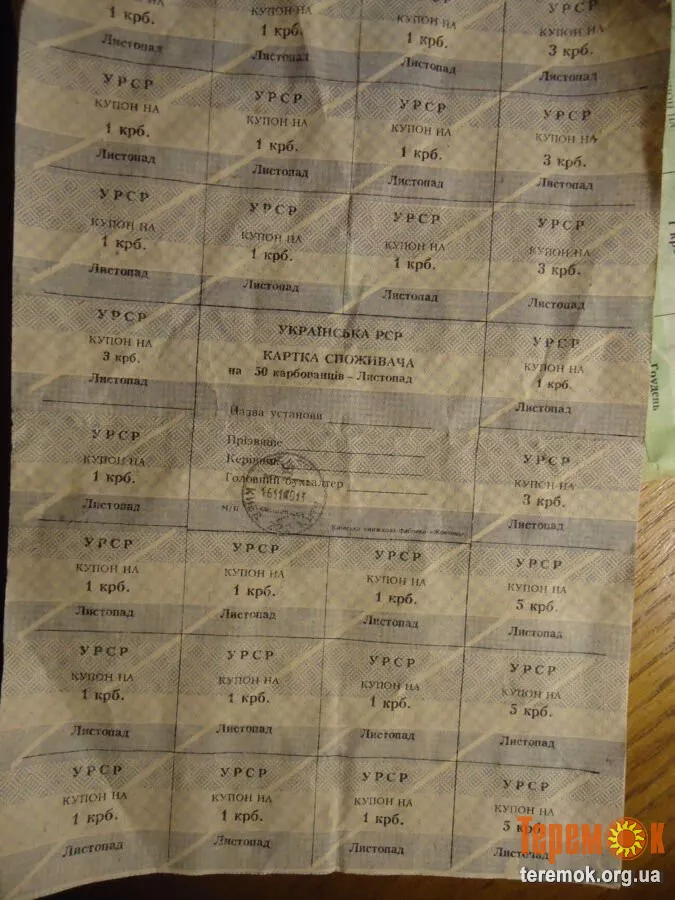 1 крб.
Листопад
КУПОН НА
1 крб.
Листопад
КУПОН НА
1 крб.
Листопад
УРСР
КУПОН НА
3 крб.
Листопад
УРСР
КУПОН НА
1 крб.
Листопад
УРСР
КУПОН НА
1 крб.
Листопад
УРСР
КУПОН НА
1 крб.
Листопад
УРСР
КУПОН НА
3 крб.
Листопад
УРСР
КУПОН НА
1 крб.
Листопад
УРСР
КУПОН НА
1 крб.
Листопад
УРСР
КУПОН НА
1 крб.
Листопад
УРСР
КУПОН НА
3 крб.
Листопад
УРСР
КУПОН НА
3 крб.
Листопад
УКРАЇНСЬКА РСР
КАРТКА СПОЖИВАЧА
на 50 карбованців – Листопад
Назва установи
Прізвище
Керівник
Головний бухгалтер
М/П
Київська книжкова фабрика «Жовтень»
УРСР
КУПОН НА
1 крб.
Листопад
УРСР
КУПОН НА
1 крб.
Листопад
УРСР
КУПОН НА
3 крб.
Листопад
УРСР
КУПОН НА
1 крб.
Листопад
УРСР
КУПОН НА
1 крб.
Листопад
УРСР
КУПОН НА
1 крб.
Листопад
УРСР
КУПОН НА
5 крб.
Листопад
УРСР
КУПОН НА
1 крб.
Листопад
УРСР
КУПОН НА
1 крб.
Листопад
УРСР
КУПОН НА
1 крб.
Листопад
УРСР
КУПОН НА
5 крб.
Листопад
УРСР
КУПОН НА
1 крб.
Листопад
УРСР
КУПОН НА
1 крб.
Листопад
УРСР
КУПОН НА
1 крб.
Листопад
УРСР
КУПОН НА
5 крб.
Листопад
Грудень
Теремок
teremok.org.ua